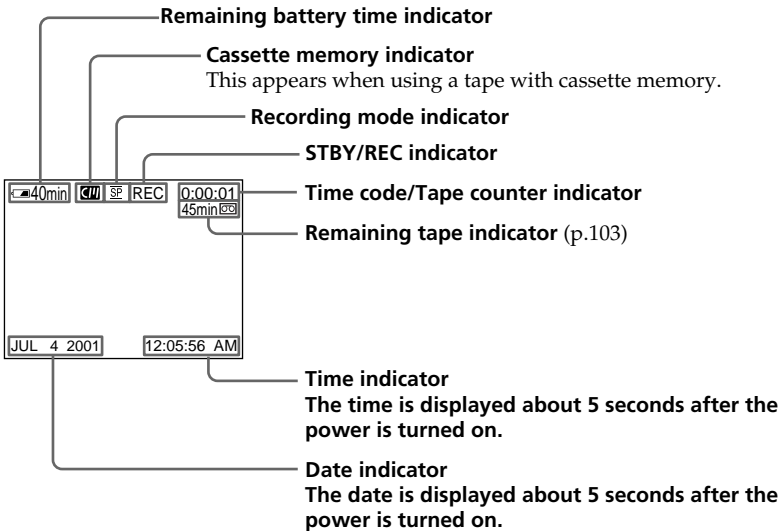 Remaining battery time indicator
Cassette memory indicator
This appears when using a tape with cassette memory.
Recording mode indicator
STBY/REC indicator
40min SP REC 0:00:01
Time code/Tape counter indicator
45min
Remaining tape indicator (p.103)
JUL 4 2001 12:05:56 AM
Time indicator
The time is displayed about 5 seconds after the
power is turned on.
Date indicator
The date is displayed about 5 seconds after the
power is turned on.